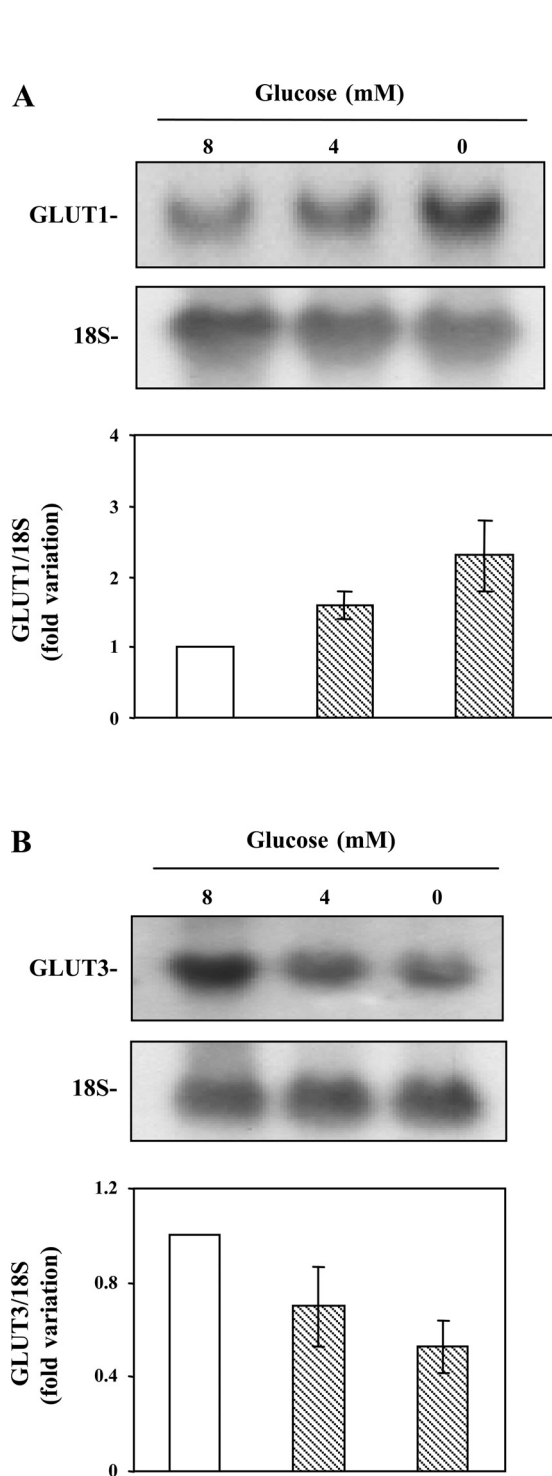 A
Glucose (mM)
8 4 0
GLUT1-
18S-
4
3
2
1
0
GLUT1/18S
(fold variation)
B
Glucose (mM)
8 4 0
GLUT3-
18S-
1.2
0.8
0.4
0
GLUT3/18S
(fold variation)